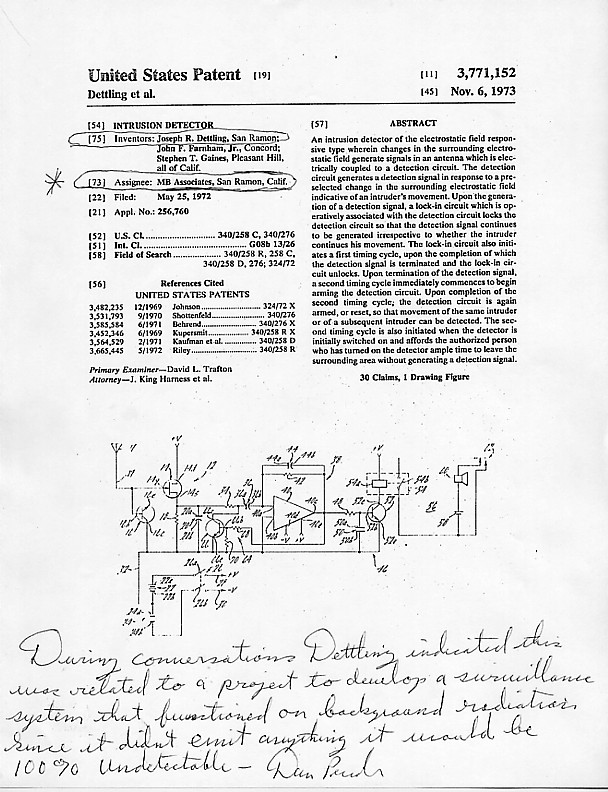 United States Patent [19]
[11] 3,771,152
Dettling et al.
[45] Nov. 6, 1973
[54] INTRUSION DETECTOR
[75] Inventors: Joseph R. Dettling, San Ramon;
John F. Farnham, Jr., Concord;
Stephen T. Gaines, Pleasant Hill,
all of Calif.
[73] Assignee: MB Associates, San Ramon, Calif.
[22] Filed: May 25, 1972
[21] Appl. No.: 256,760
[52] U.S. Cl. 340/258 C, 340/276
[51] Int. Cl. G08b 13/26
[58] Field of Search 340/258 R, 258 C,
340/258 D, 276; 324/72
[56] References Cited
UNITED STATES PATENTS
3,482,235 12/1969 Johnson 324/72 X
3,531,793 9/1970 Shottenfeld 340/276
3,585,584 6/1971 Behrend 340/276 X
3,452,346 6/1969 Kupersmit 340/258 R X
3,564,529 2/1971 Kaufman et al. 340/258 D
3,665,445 5/1972 Riley 340/258 R
Primary Examiner—David L. Trafton
Attorney—J. King Harness et al.
[57] ABSTRACT
An intrusion detector of the electrostatic field respon-
sive type wherein changes in the surrounding electro-
static field generate signals in an antenna which is elec-
trically coupled to a detection circuit. The detection
circuit generates a detection signal in response to a pre-
selected change in the surrounding electrostatic field
indicative of an intruder's movement. Upon the genera-
tion of a detection signal, a lock-in circuit which is op-
eratively associated with the detection circuit locks the
detection circuit so that the detection signal continues
to be generated irrespective to whether the intruder
continues his movement. The lock-in circuit also initi-
ates a first timing cycle, upon the completion of which
the detection signal is terminated and the lock-in cir-
cuit unlocks. Upon termination of the detection signal,
a second timing cycle immediately commences to begin
arming the detection circuit. Upon completion of the
second timing cycle; the detection circuit is again
armed, or reset, so that movement of the same intruder
or of a subsequent intruder can be detected. The sec-
ond timing cycle is also initiated when the detector is
initially switched on and affords the authorized person
who has turned on the detector ample time to leave the
surrounding area without generating a detection signal.
30 Claims, 1 Drawing Figure
During conversations Dettling indicated this
was related to a project to develop a surveillance
system that functioned on background radiation
Since it didnt emit anything it would be
100% Undetectable — Dan